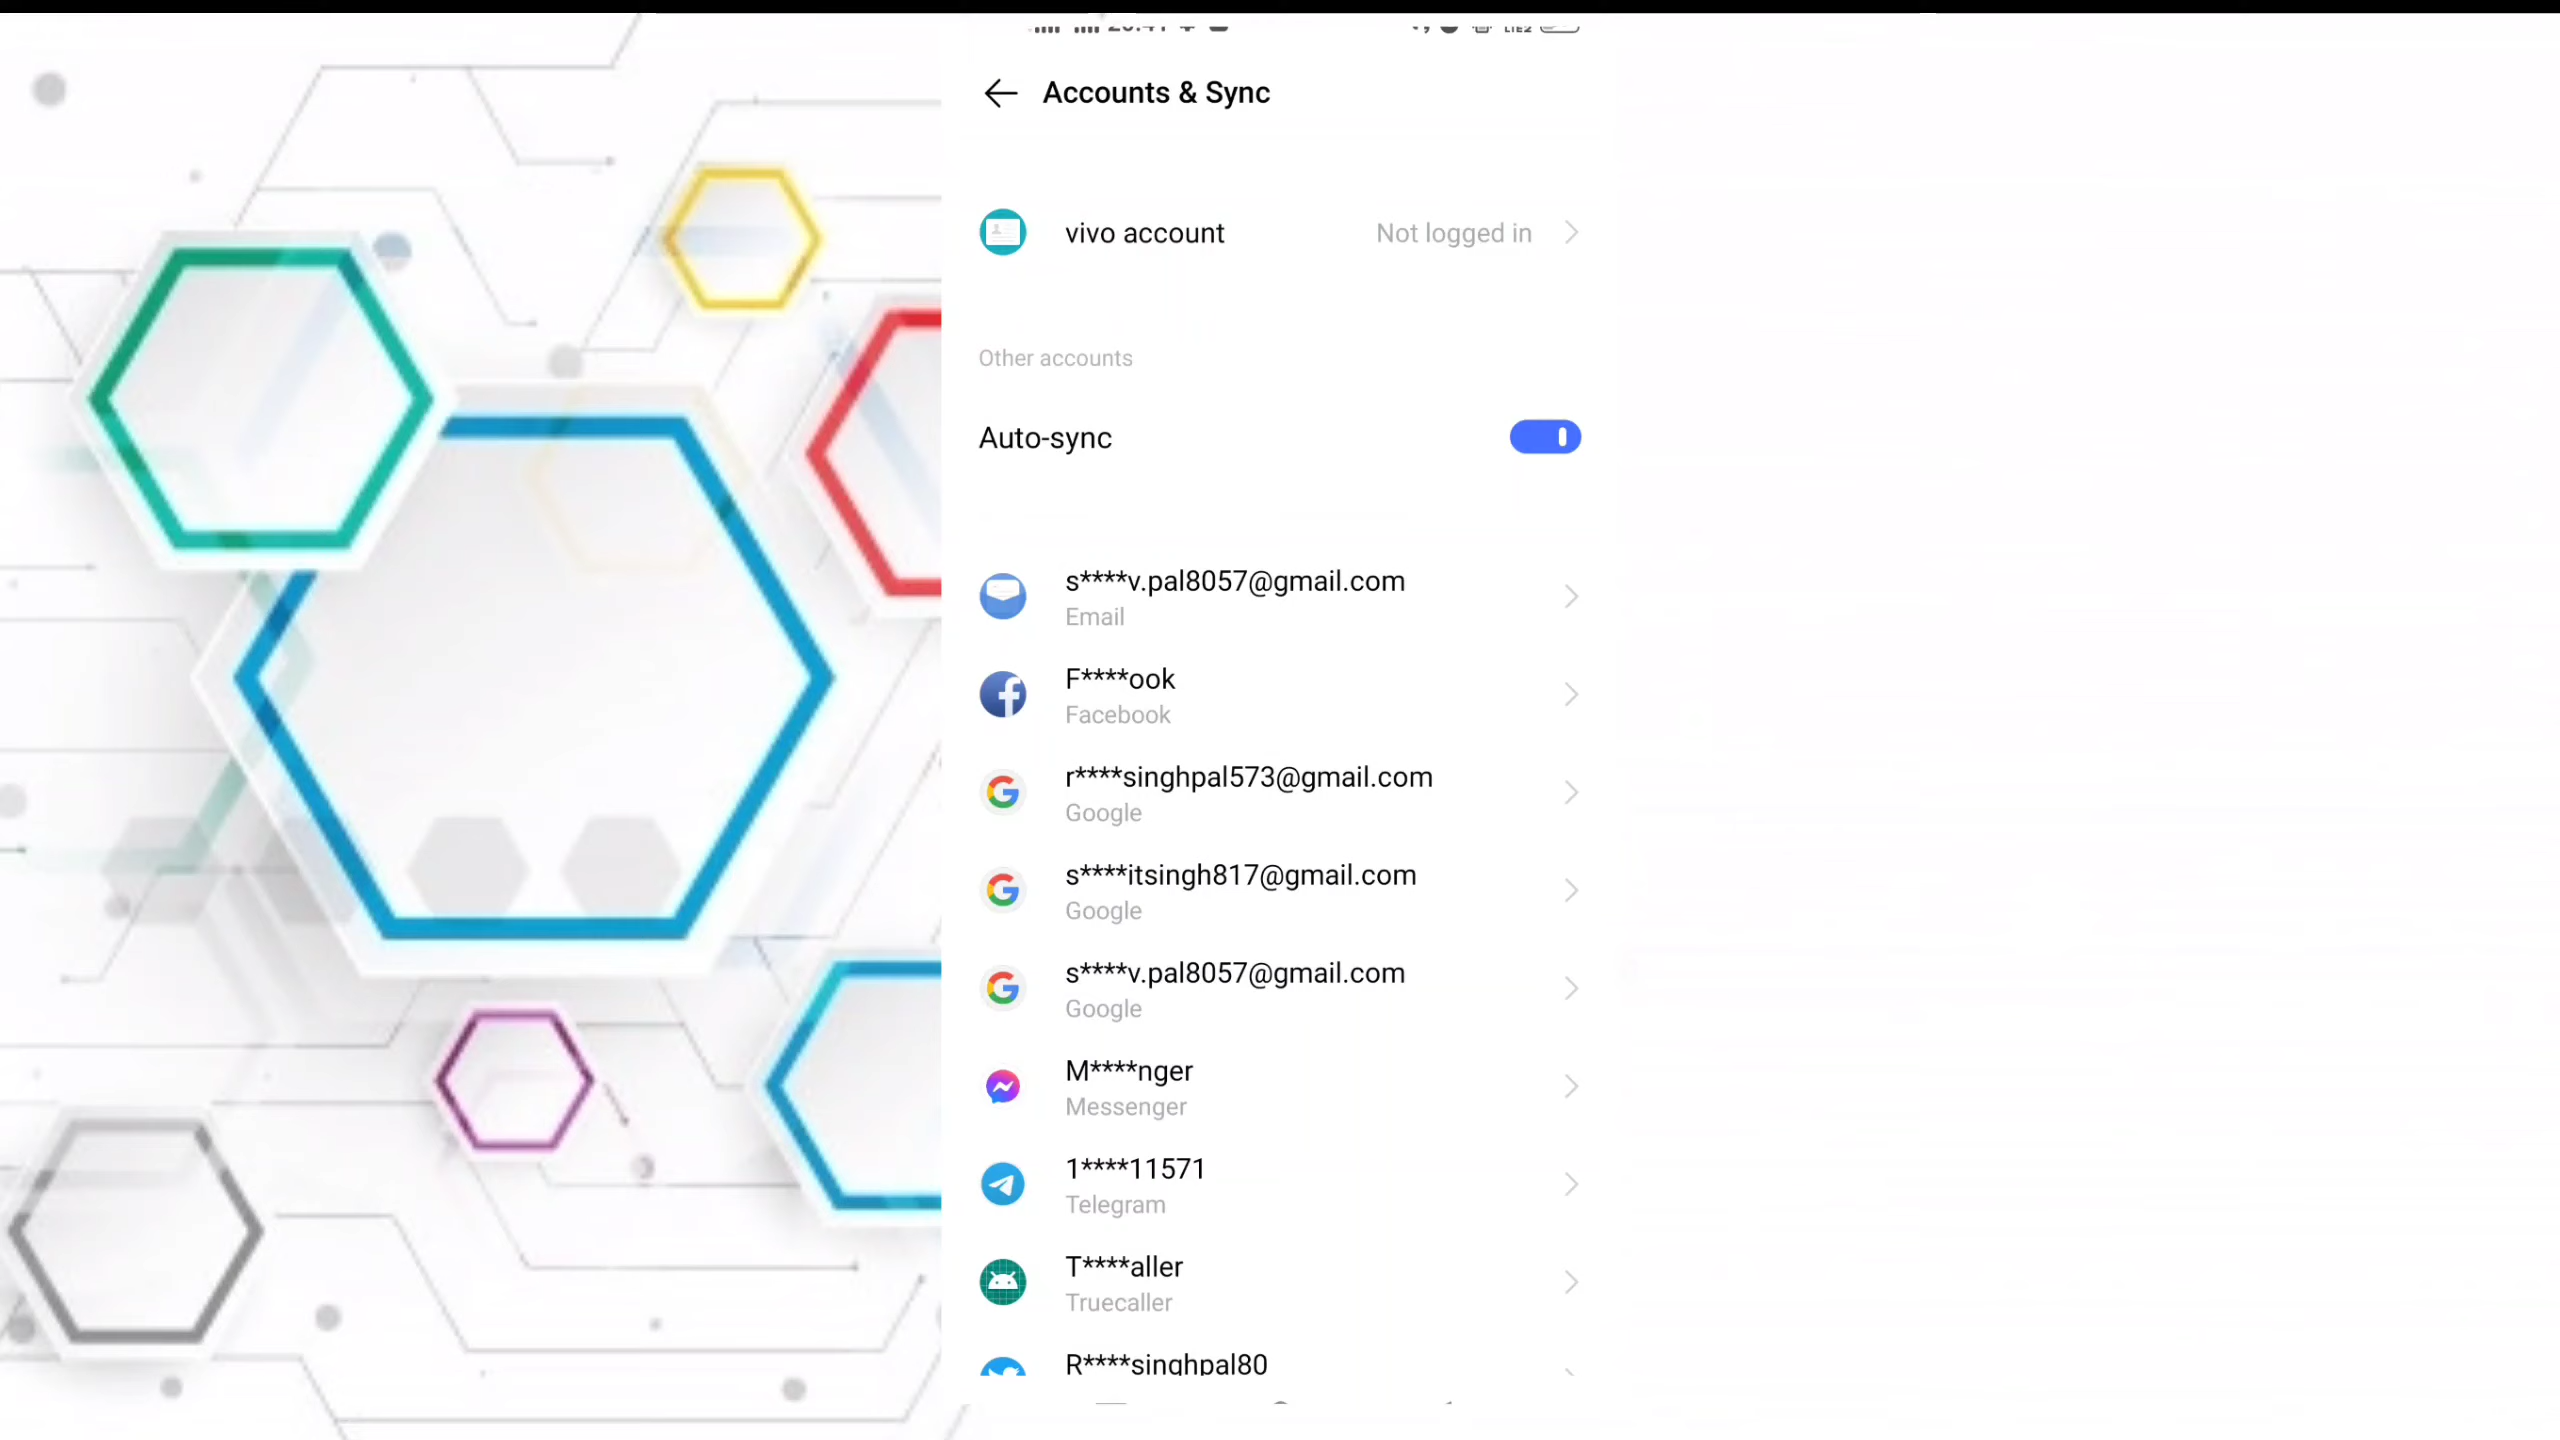 Accounts & Sync
vivo account Not logged in
Other accounts
Auto-sync
s****v.pal8057@gmail.com
Email
F****ook
Facebook
r****singhpal573@gmail.com
Google
s****itsingh817@gmail.com
Google
s****v.pal8057@gmail.com
Google
M****nger
Messenger
1****11571
Telegram
T****aller
Truecaller
R****singhpal80